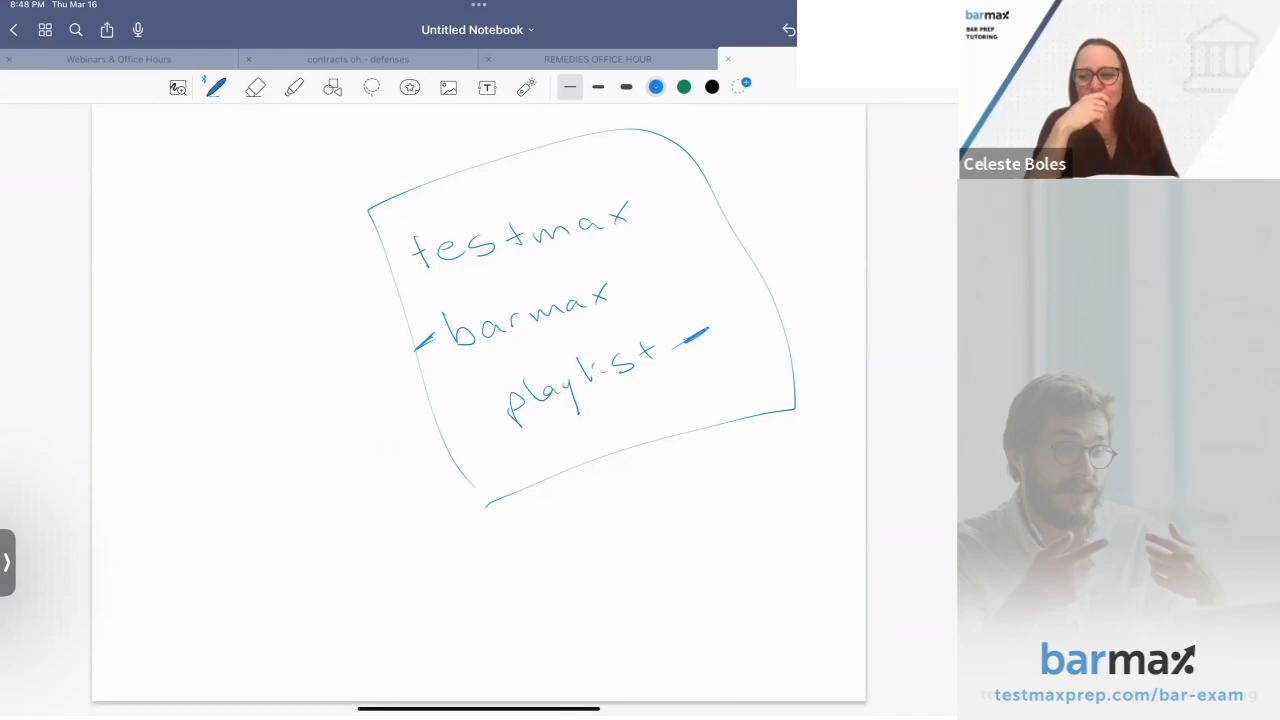 8:48 PM Thu Mar 16
Untitled Notebook
Webinars & Office Hours
contracts oh - defenses
REMEDIES OFFICE HOUR
T
testmax
barmax
playlist
barmax
BAR PREP
TUTORING
Celeste Boles
barmax
testmaxprep.com/bar-exam